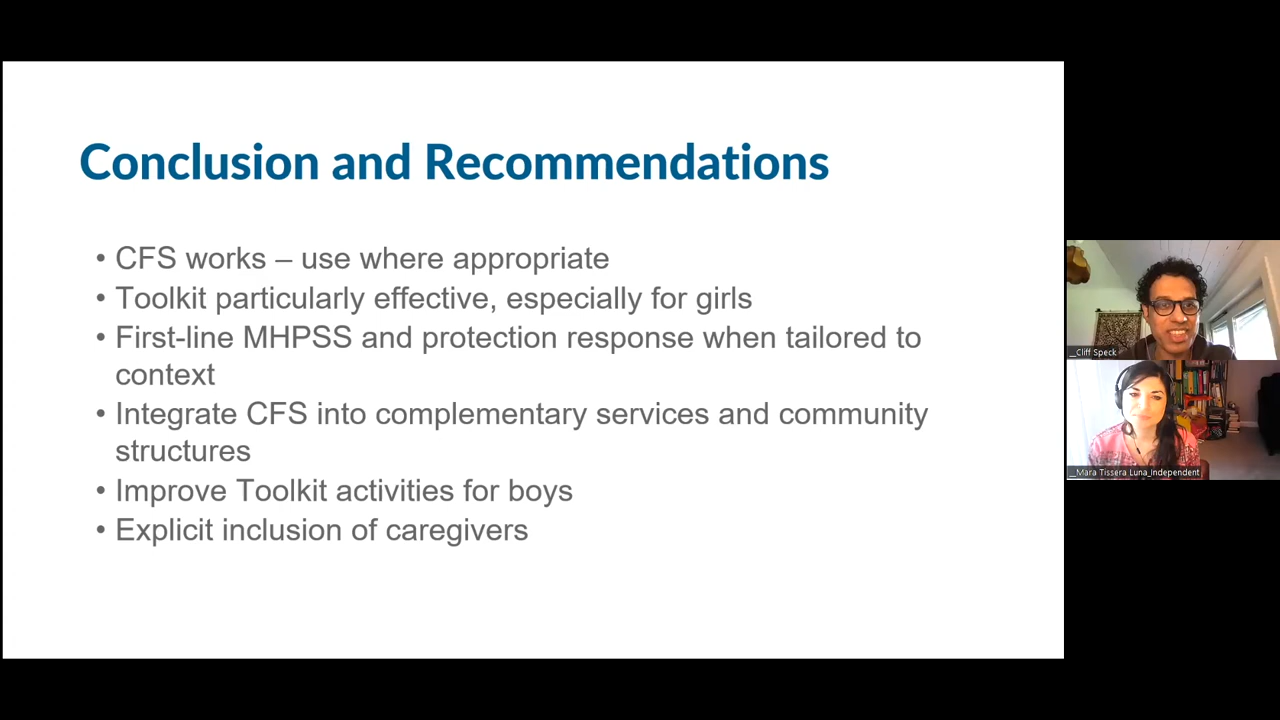 Conclusion and Recommendations
• CFS works – use where appropriate
• Toolkit particularly effective, especially for girls
• First-line MHPSS and protection response when tailored to
context
• Integrate CFS into complementary services and community
structures
• Improve Toolkit activities for boys
• Explicit inclusion of caregivers
_Cliff Speck
_Mara Tissera Luna_Independent